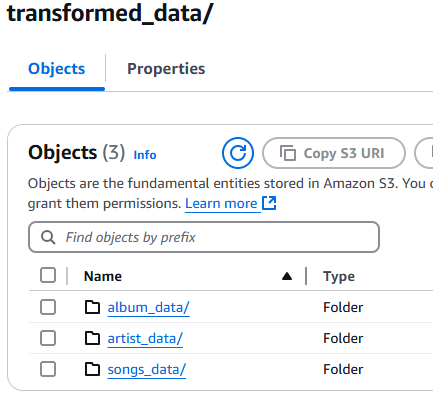 transformed_data/
Objects
Properties
Objects (3) Info
Copy S3 URI
Objects are the fundamental entities stored in Amazon S3. You
grant them permissions. Learn more
Find objects by prefix
Name
Type
album_data/
Folder
artist_data/
Folder
songs_data/
Folder